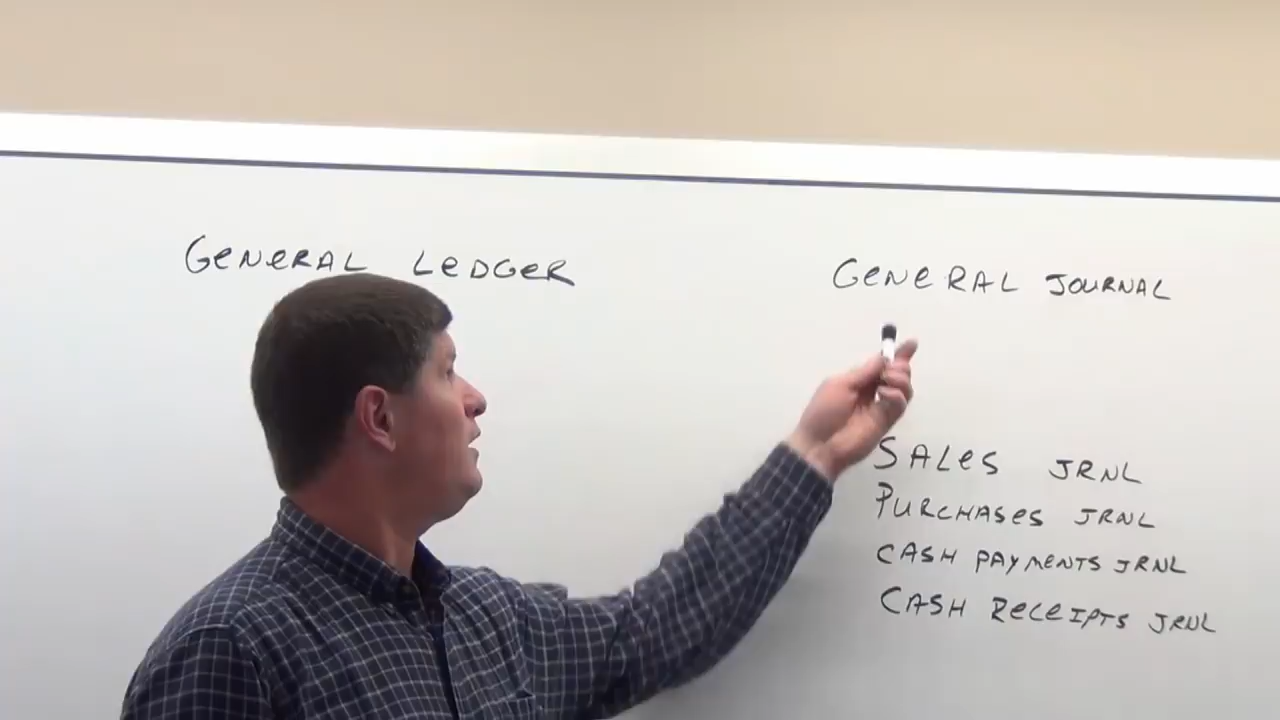 GENERAL LEDGER
GENERAL JOURNAL
SALES JRNL
PURCHASES JRNL
CASH PAYMENTS JRNL
CASH RECEIPTS JRNL